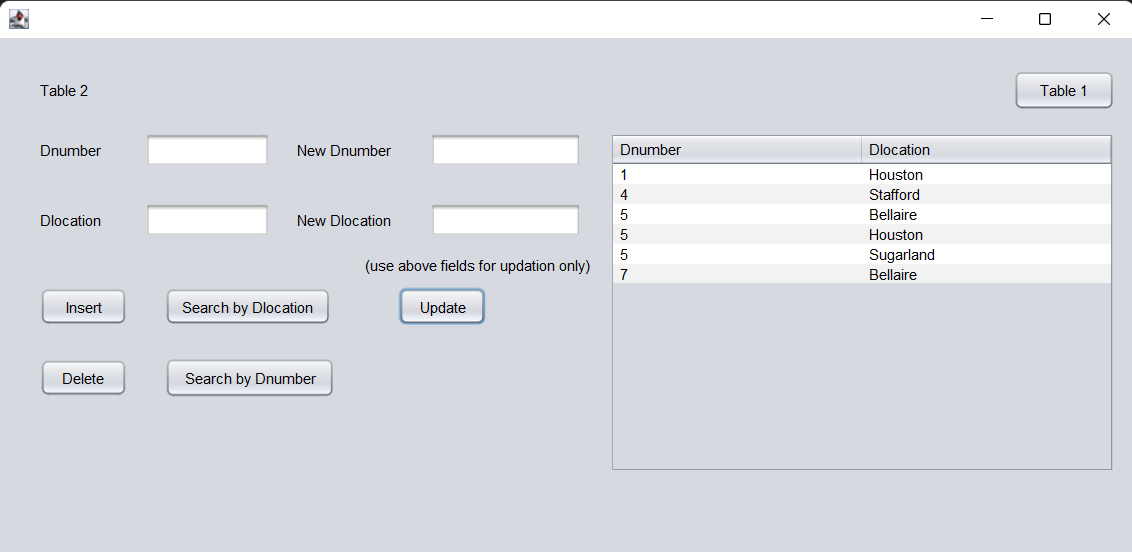 Table 2
Table 1
Dnumber
New Dnumber
Dlocation
New Dlocation
(use above fields for updation only)
Insert
Search by Dlocation
Update
Delete
Search by Dnumber
Dnumber Dlocation
1 Houston
4 Stafford
5 Bellaire
5 Houston
5 Sugarland
7 Bellaire